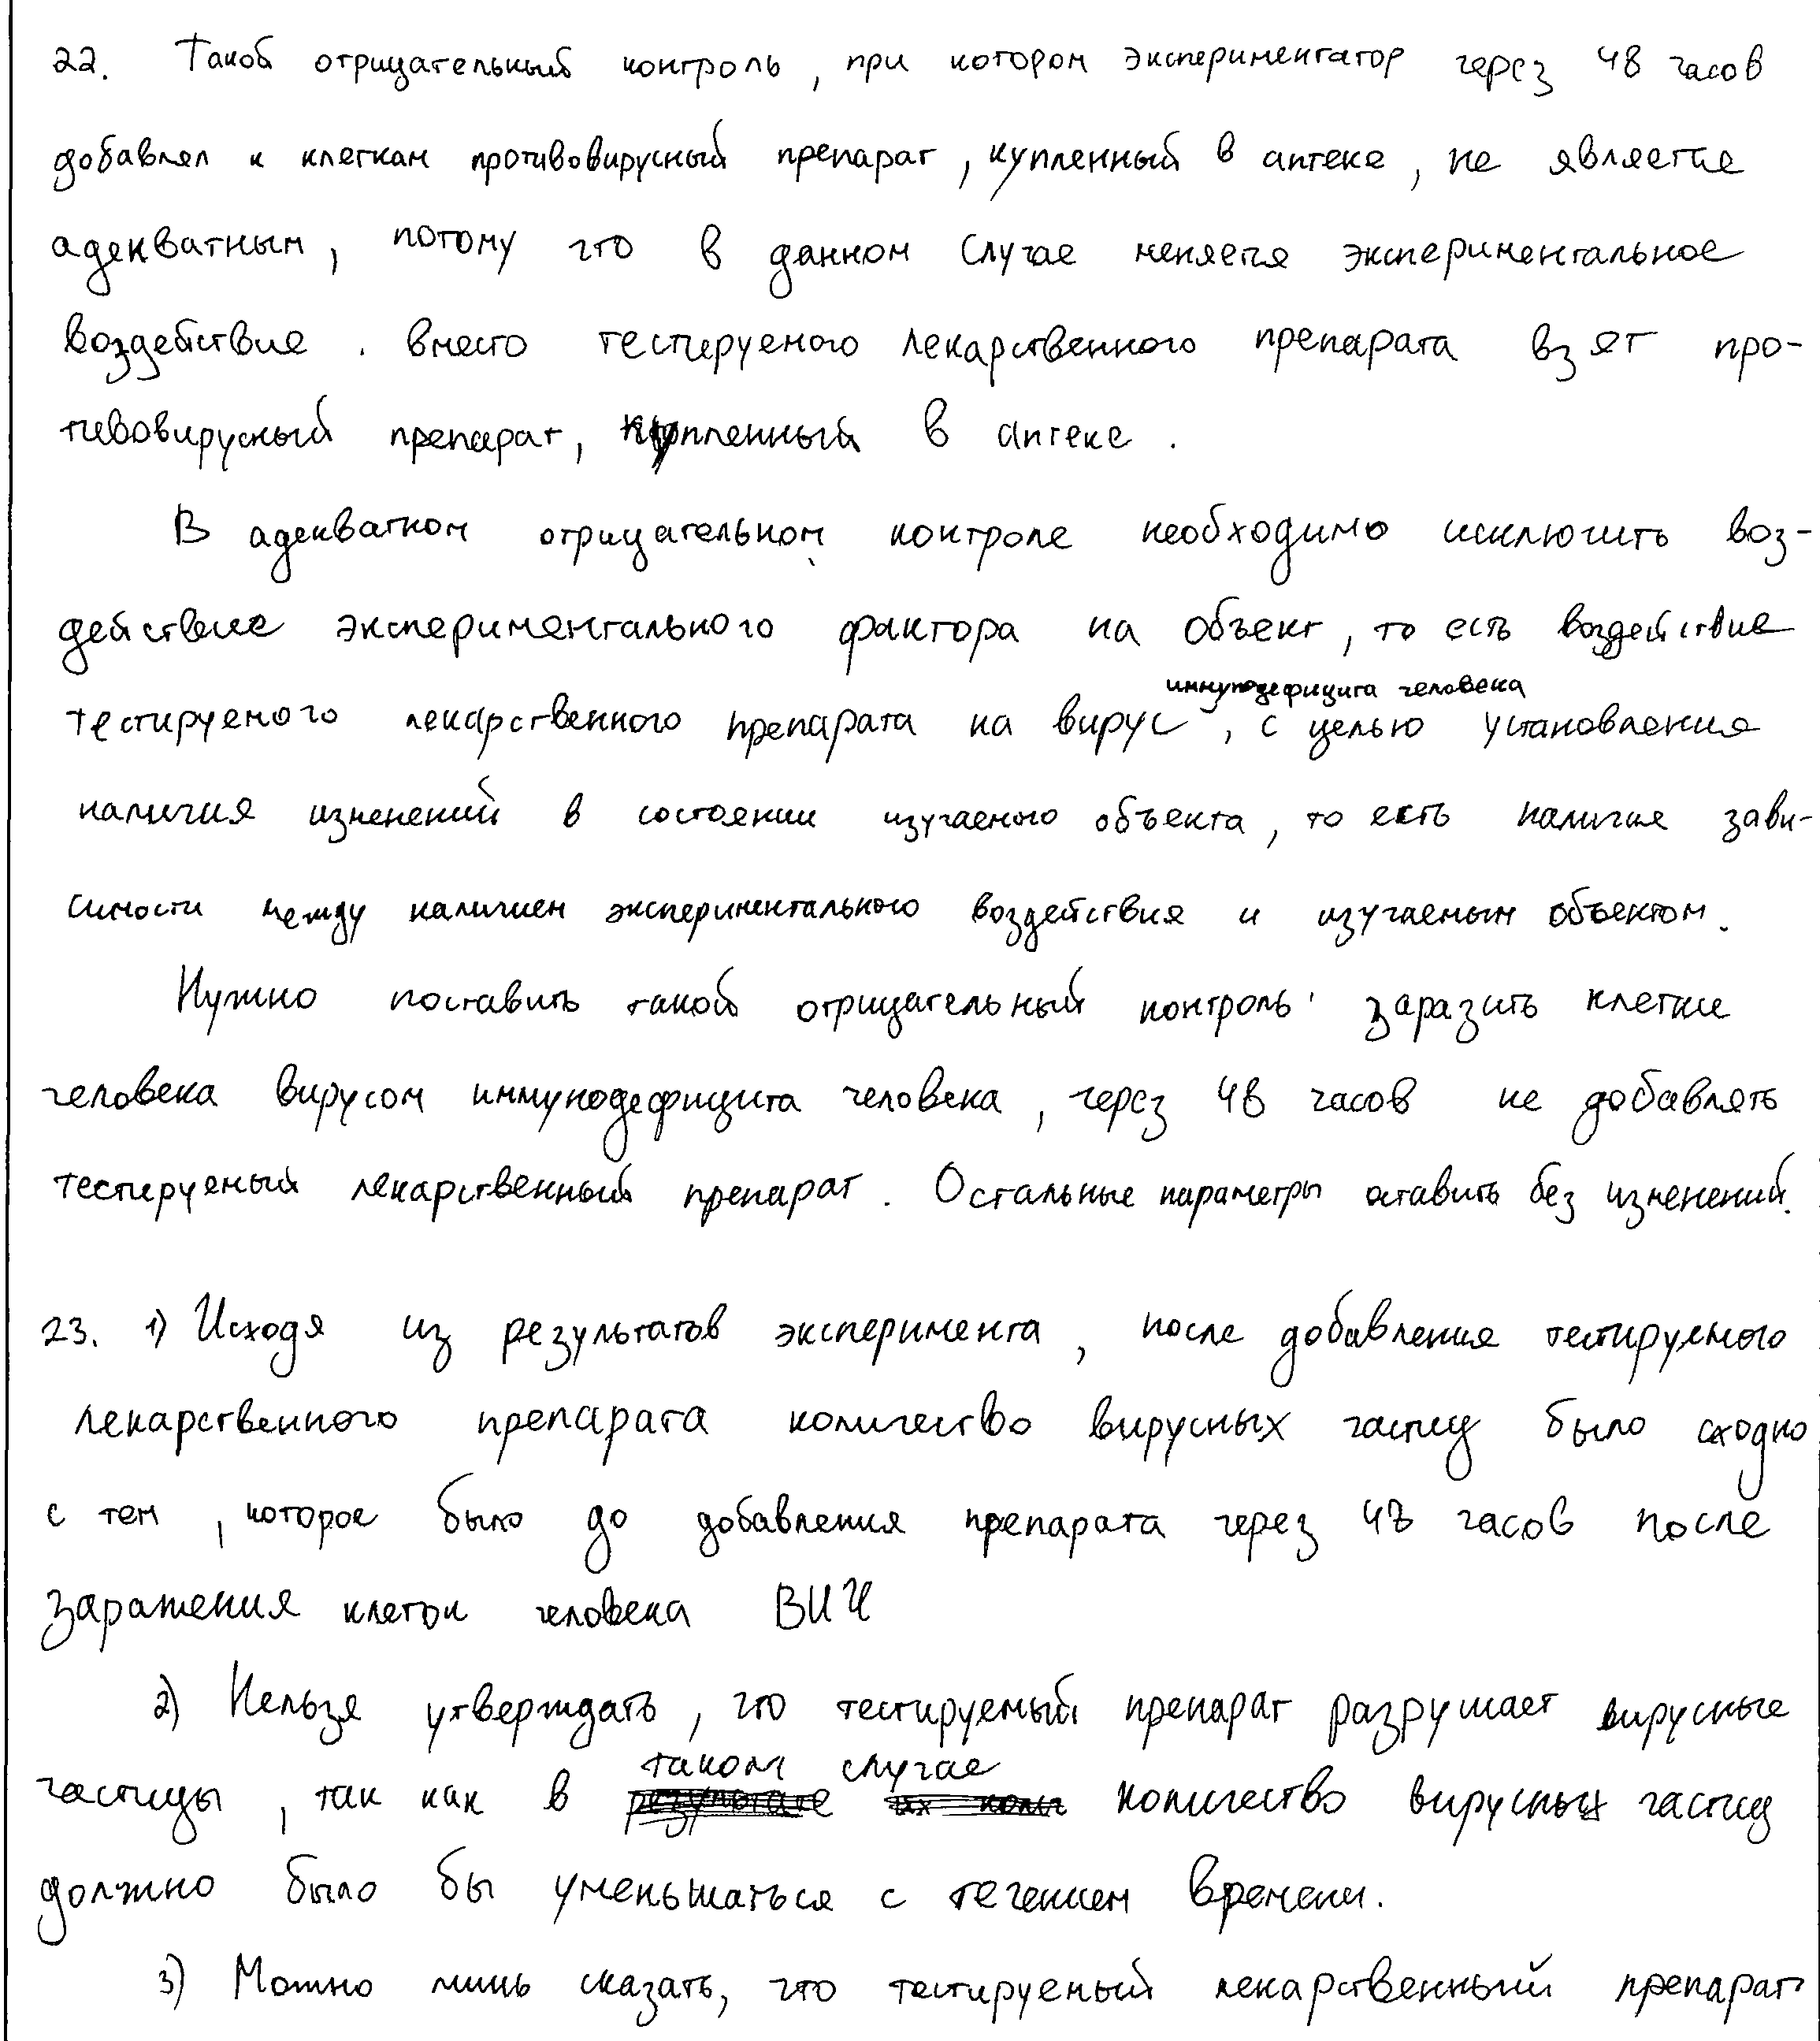 22. Такой отрицательный контроль, при котором экспериментатор через 48 часов
добавлял к клеткам противовирусный препарат, купленный в аптеке, не является
адекватным, потому что в данном случае меняется экспериментальное
воздействие. вместо тестируемого лекарственного препарата взят про-
тивовирусный препарат, купленный в аптеке.
В адекватном отрицательном контроле необходимо исключить воз-
действие экспериментального фактора на объект, то есть воздействие
иммунодефицита человека
тестируемого лекарственного препарата на вирус, с целью установления
наличия изменений в состоянии изучаемого объекта, то есть наличия зави-
симости между наличием экспериментального воздействия и изучаемым объектом.
Нужно поставить такой отрицательный контроль: заразить клетки
человека вирусом иммунодефицита человека, через 48 часов не добавлять
тестируемый лекарственный препарат. Остальные параметры оставить без изменений.
23. 1) Исходя из результатов эксперимента, после добавления тестируемого
лекарственного препарата количество вирусных частиц было сходно
с тем, которое было до добавления препарата через 48 часов после
заражения клеток человека ВИЧ
2) Нельзя утверждать, что тестируемый препарат разрушает вирусные
таком случае
частицы, так как в количество вирусных частиц
должно было бы уменьшаться с течением времени.
3) Можно лишь сказать, что тестируемый лекарственный препарат